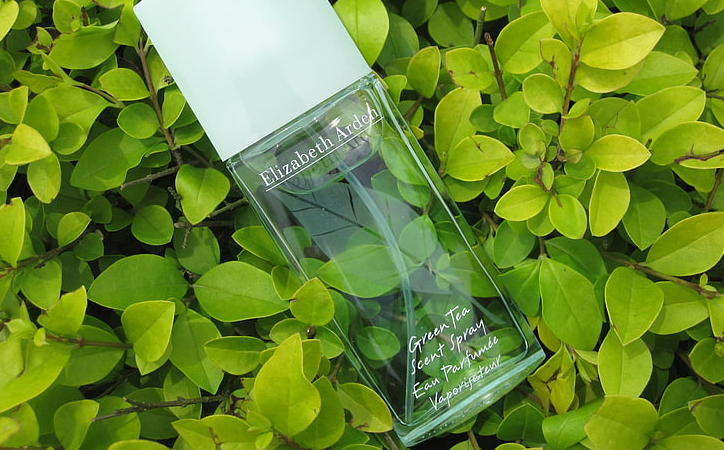 Elizabeth Arden
Green Tea
Scent Spray
Eau Parfumée
Vaporisateur